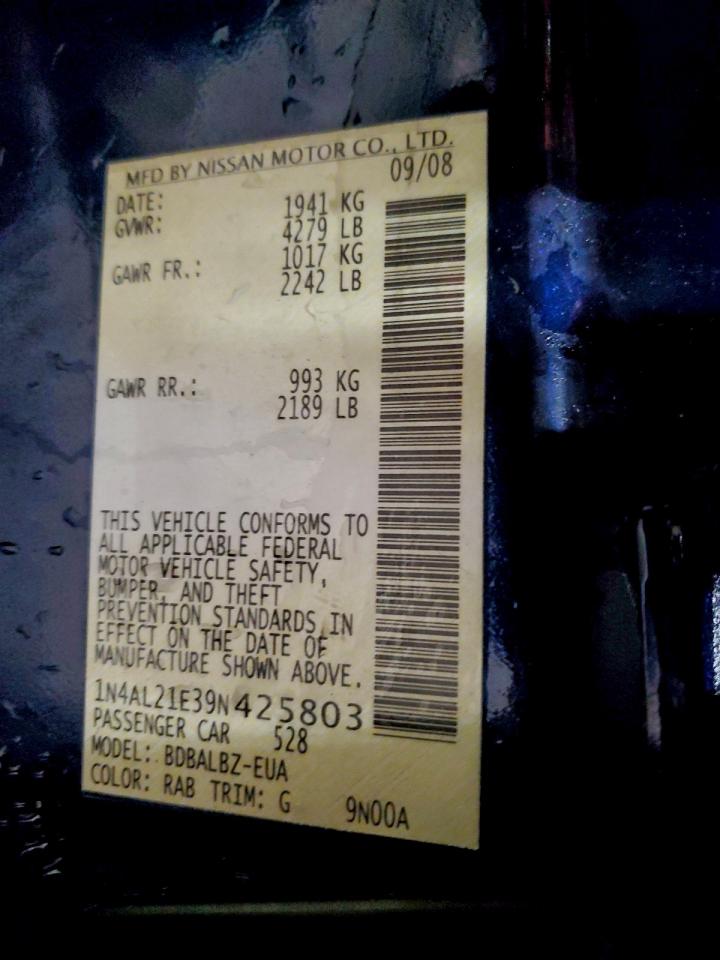 MFD BY NISSAN MOTOR CO., LTD.
DATE: 09/08
GVWR: 1941 KG
4279 LB
GAWR FR.: 1017 KG
2242 LB
GAWR RR.: 993 KG
2189 LB
THIS VEHICLE CONFORMS TO
ALL APPLICABLE FEDERAL
MOTOR VEHICLE SAFETY,
BUMPER, AND THEFT
PREVENTION STANDARDS IN
EFFECT ON THE DATE OF
MANUFACTURE SHOWN ABOVE.
1N4AL21E39N425803
PASSENGER CAR 528
MODEL: BDBALBZ-EUA
COLOR: RAB TRIM: G 9N00A